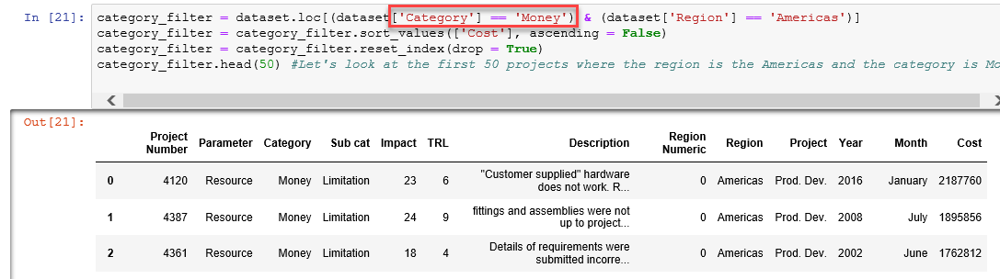 In [21]: category_filter = dataset.loc[(dataset['Category'] == 'Money') & (dataset['Region'] == 'Americas')]
category_filter = category_filter.sort_values(['Cost'], ascending = False)
category_filter = category_filter.reset_index(drop = True)
category_filter.head(50) #Let's look at the first 50 projects where the region is the Americas and the category is Mo
Out[21]:
Project Number Parameter Category Sub cat Impact TRL Description Region Numeric Region Project Year Month Cost
0 4120 Resource Money Limitation 23 6 "Customer supplied" hardware does not work. R... 0 Americas Prod. Dev. 2016 January 2187760
1 4387 Resource Money Limitation 24 9 fittings and assemblies were not up to project... 0 Americas Prod. Dev. 2008 July 1895856
2 4361 Resource Money Limitation 18 4 Details of requirements were submitted incorre... 0 Americas Prod. Dev. 2002 June 1762812